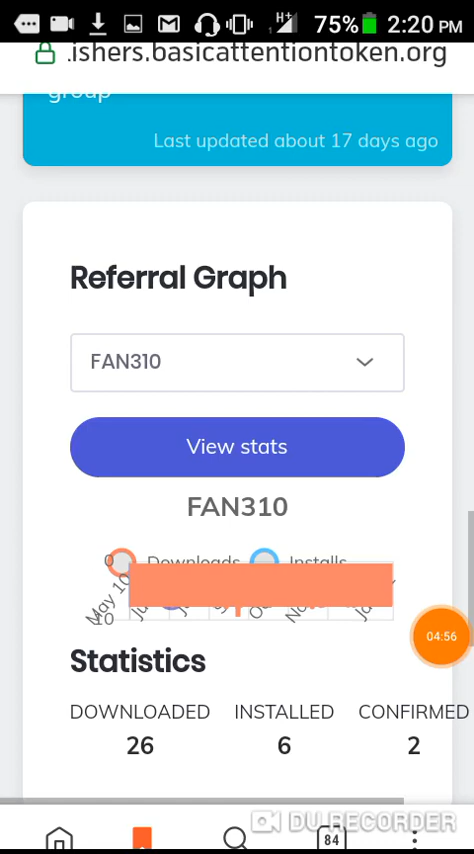 H+ 75% 2:20 PM
.ishers.basicattentiontoken.org
group
Last updated about 17 days ago
Referral Graph
FAN310
View stats
FAN310
Downloads Installs
0
May 10
10
04:56
Statistics
DOWNLOADED INSTALLED CONFIRMED
26 6 2
DU RECORDER
84